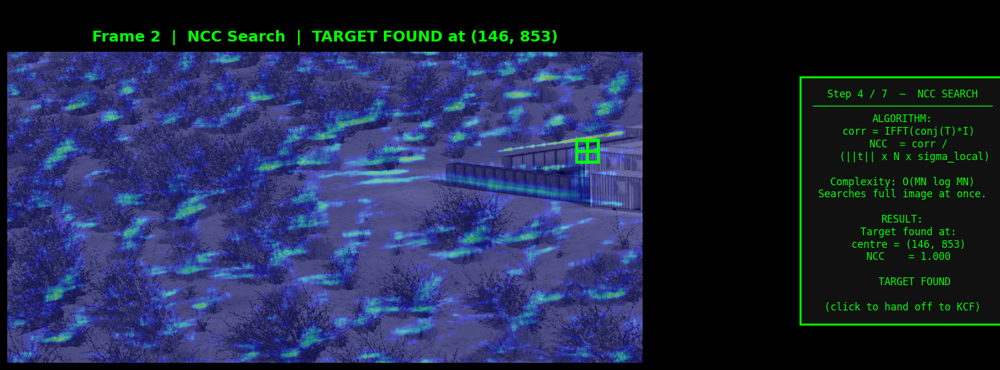 Frame 2 | NCC Search | TARGET FOUND at (146, 853)
Step 4 / 7 – NCC SEARCH
ALGORITHM:
corr = IFFT(conj(T)*I)
NCC = corr /
(||t|| x N x sigma_local)
Complexity: O(MN log MN)
Searches full image at once.
RESULT:
Target found at:
centre = (146, 853)
NCC = 1.000
TARGET FOUND
(click to hand off to KCF)